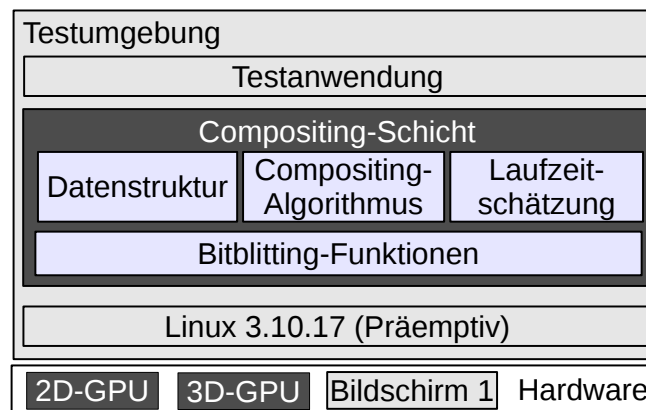 Testumgebung
Testanwendung
Compositing-Schicht
Datenstruktur
Compositing-
Algorithmus
Laufzeit-
schätzung
Bitblitting-Funktionen
Linux 3.10.17 (Präemptiv)
2D-GPU 3D-GPU Bildschirm 1 Hardware